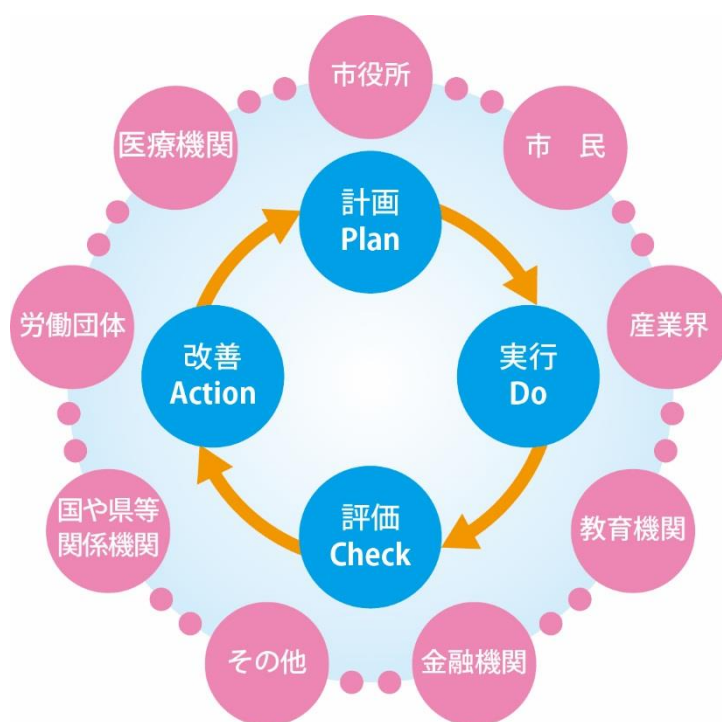 市役所
市　民
産業界
教育機関
金融機関
その他
国や県等
関係機関
労働団体
医療機関
計画
Plan
実行
Do
評価
Check
改善
Action